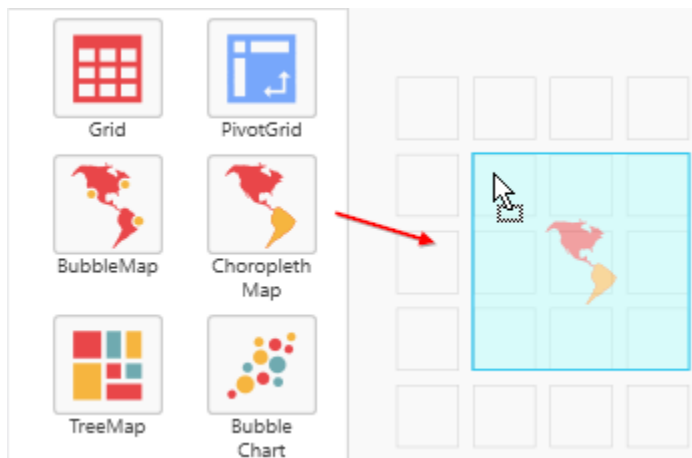 Grid
PivotGrid
BubbleMap
Choropleth
Map
TreeMap
Bubble
Chart